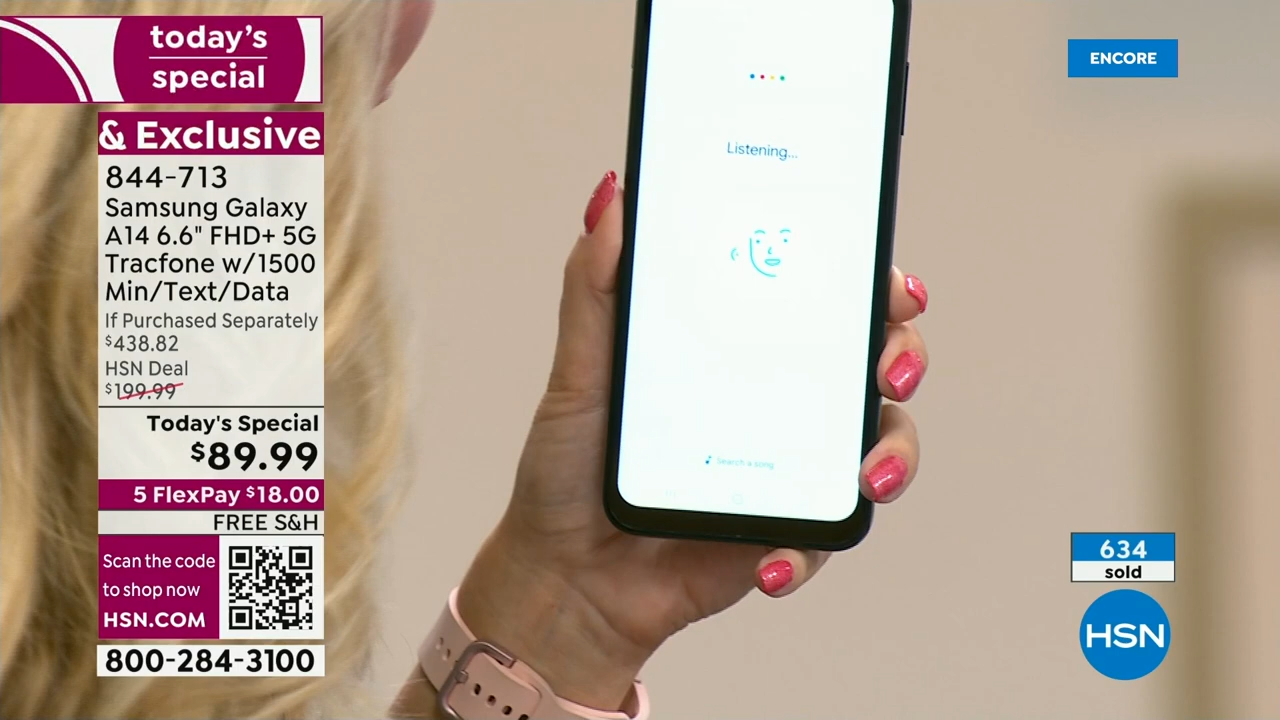 today's
special
& Exclusive
844-713
Samsung Galaxy
A14 6.6" FHD+ 5G
Tracfone w/1500
Min/Text/Data
If Purchased Separately
$438.82
HSN Deal
$199.99
Today's Special
$89.99
5 FlexPay $18.00
FREE S&H
Scan the code
to shop now
HSN.COM
800-284-3100
Listening...
Search a song
ENCORE
634
sold
HSN